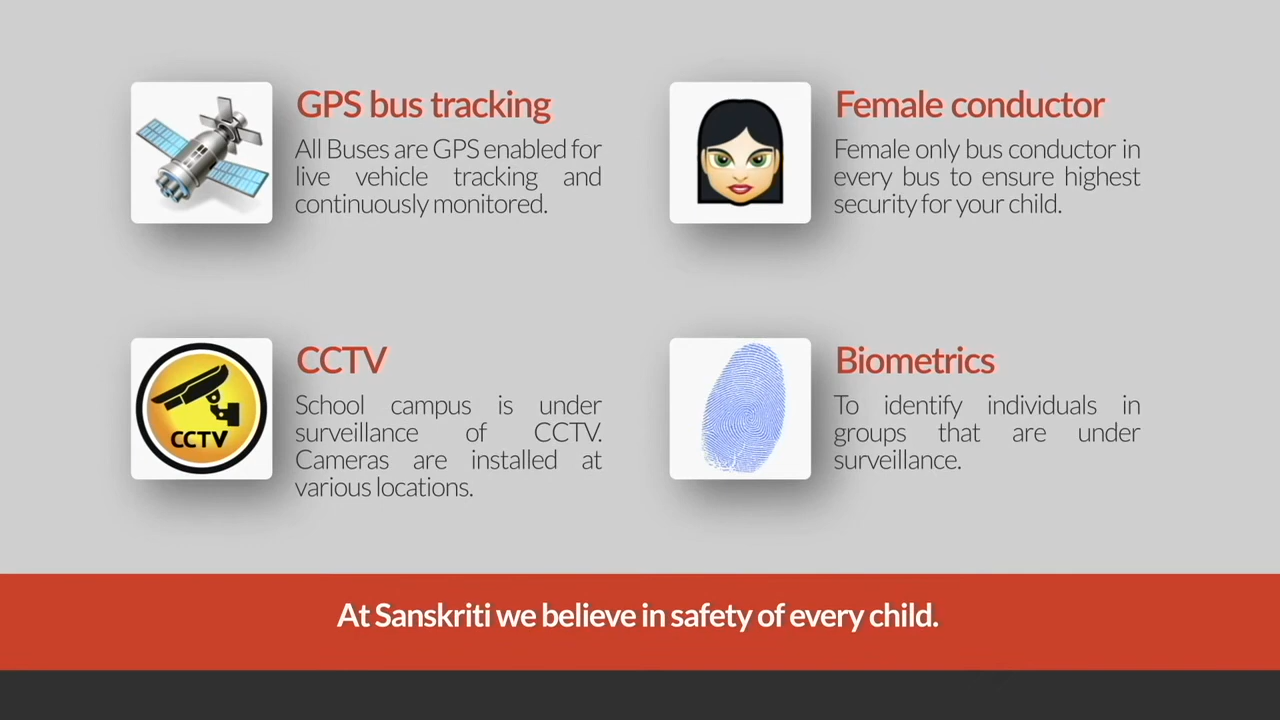 GPS bus tracking
All Buses are GPS enabled for
live vehicle tracking and
continuously monitored.
Female conductor
Female only bus conductor in
every bus to ensure highest
security for your child.
CCTV
CCTV
School campus is under
surveillance of CCTV.
Cameras are installed at
various locations.
Biometrics
To identify individuals in
groups that are under
surveillance.
At Sanskriti we believe in safety of every child.